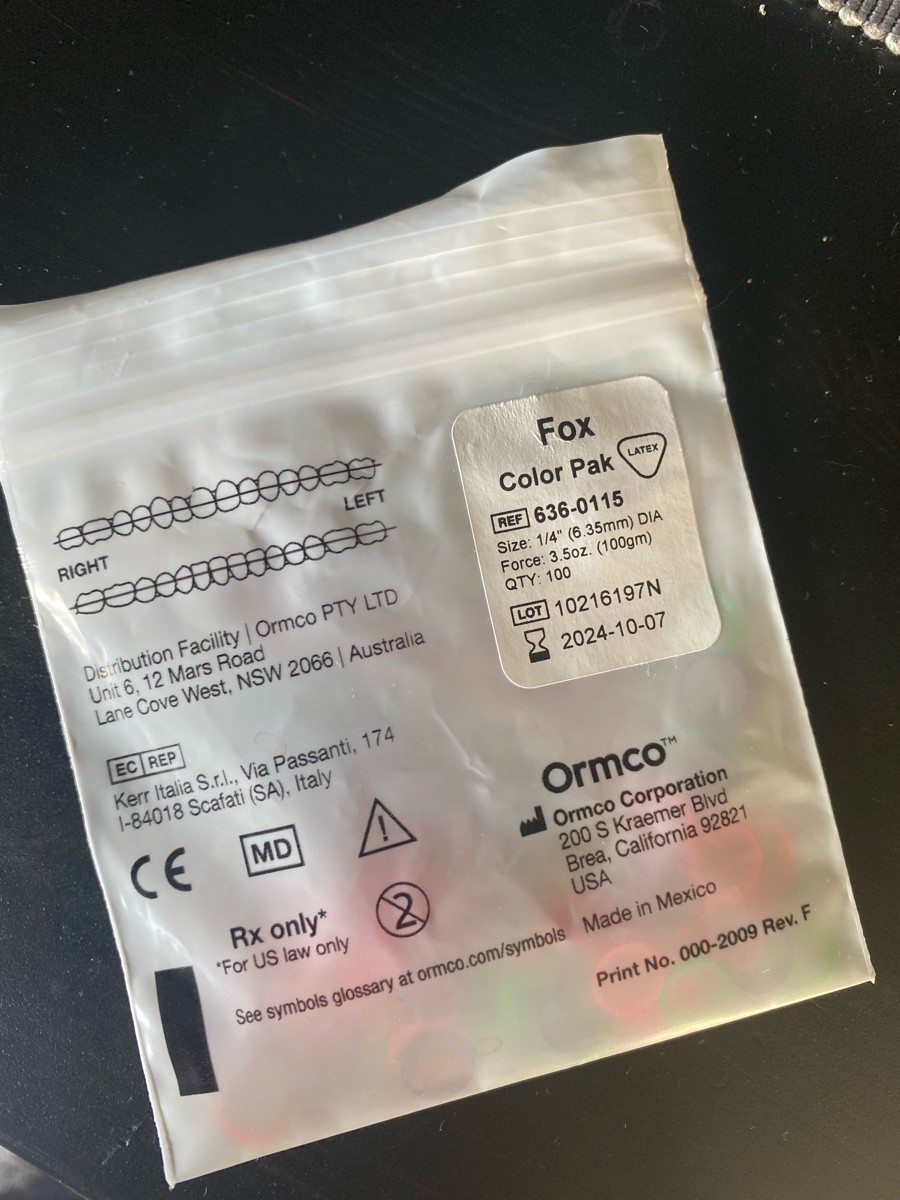 Fox
Color Pak
LATEX
REF 636-0115
Size: 1/4" (6.35mm) DIA
Force: 3.5oz. (100gm)
QTY: 100
LOT 10216197N
2024-10-07
LEFT
RIGHT
Distribution Facility | Ormco PTY LTD
Unit 6, 12 Mars Road
Lane Cove West, NSW 2066 | Australia
EC REP
Kerr Italia S.r.l., Via Passanti, 174
I-84018 Scafati (SA), Italy
CE
MD
!
2
Rx only*
*For US law only
See symbols glossary at ormco.com/symbols
Ormco™
Ormco Corporation
200 S Kraemer Blvd
Brea, California 92821
USA
Made in Mexico
Print No. 000-2009 Rev. F